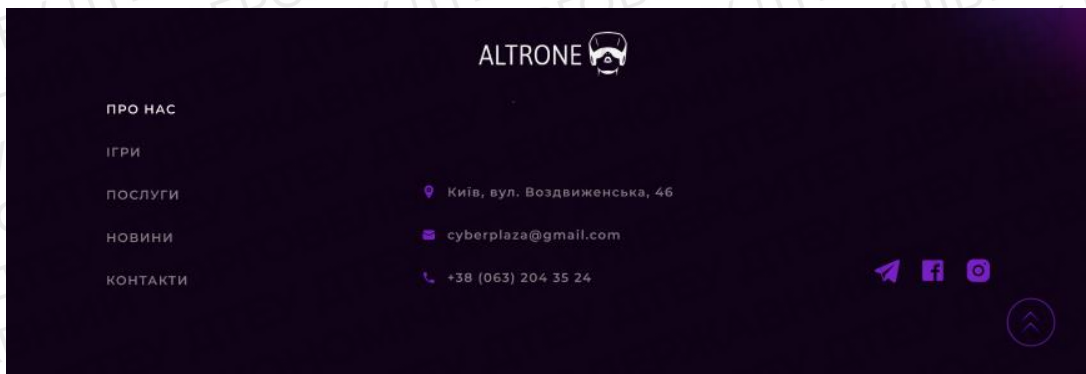 ALTRONE
ПРО НАС
ІГРИ
ПОСЛУГИ
НОВИНИ
КОНТАКТИ
Київ, вул. Воздвиженська, 46
cyberplaza@gmail.com
+38 (063) 204 35 24